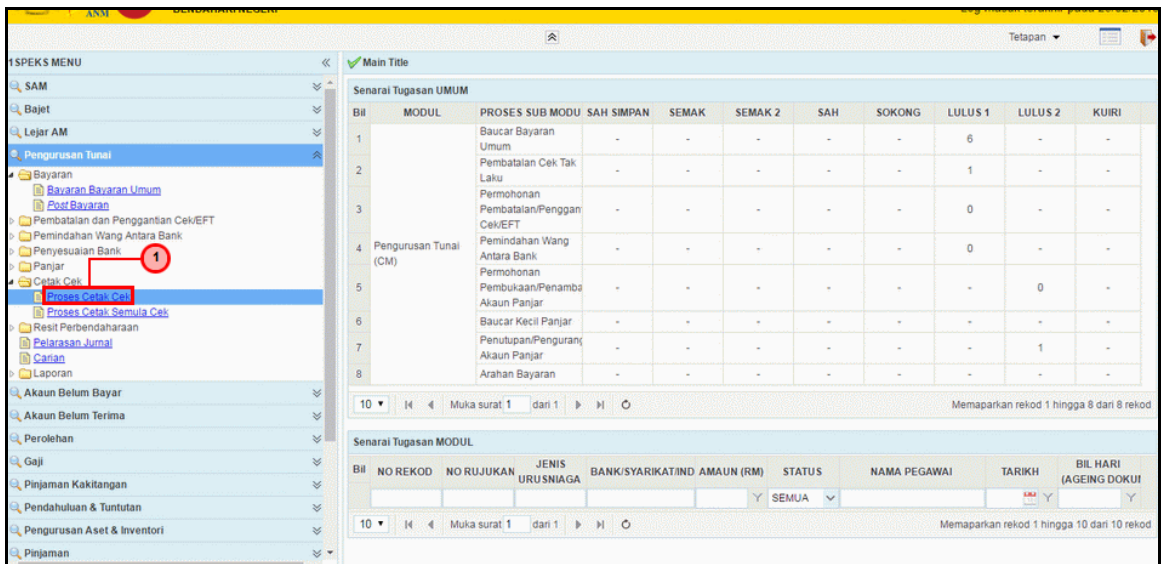 ANM
1SPEKS MENU
SAM
Bajet
Lejar AM
Pengurusan Tunai
Bayaran
Bayaran Bayaran Umum
Post Bayaran
Pembatalan dan Penggantian Cek/EFT
Pemindahan Wang Antara Bank
Penyesuaian Bank
1
Panjar
Cetak Cek
Proses Cetak Cek
Proses Cetak Semula Cek
Resit Perbendaharaan
Pelarasan Jurnal
Carian
Laporan
Akaun Belum Bayar
Akaun Belum Terima
Perolehan
Gaji
Pinjaman Kakitangan
Pendahuluan & Tuntutan
Pengurusan Aset & Inventori
Pinjaman
Tetapan
Main Title
Senarai Tugasan UMUM
Bil MODUL PROSES SUB MODU SAH SIMPAN SEMAK SEMAK 2 SAH SOKONG LULUS 1 LULUS 2 KUIRI
Pengurusan Tunai
(CM)
1 Baucar Bayaran
Umum - - - - - 6 - -
2 Pembatalan Cek Tak
Laku - - - - - 1 - -
3 Permohonan
Pembatalan/Penggan
Cek/EFT - - - - - 0 - -
4 Pemindahan Wang
Antara Bank - - - - - 0 - -
5 Permohonan
Pembukaan/Penamba
Akaun Panjar - - - - - - 0 -
6 Baucar Kecil Panjar - - - - - - - -
7 Penutupan/Pengurang
Akaun Panjar - - - - - - 1 -
8 Arahan Bayaran - - - - - - - -
10 Muka surat 1 dari 1 Memaparkan rekod 1 hingga 8 dari 8 rekod
Senarai Tugasan MODUL
Bil NO REKOD NO RUJUKAN JENIS
URUSNIAGA BANK/SYARIKAT/IND AMAUN (RM) STATUS NAMA PEGAWAI TARIKH BIL HARI
(AGEING DOKUI
SEMUA
10 Muka surat 1 dari 1 Memaparkan rekod 1 hingga 10 dari 10 rekod